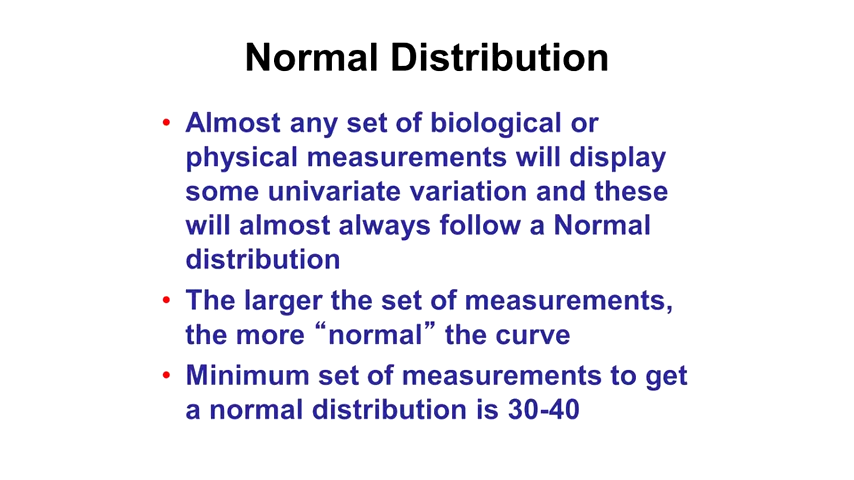 Normal Distribution
• Almost any set of biological or
physical measurements will display
some univariate variation and these
will almost always follow a Normal
distribution
• The larger the set of measurements,
the more “normal” the curve
• Minimum set of measurements to get
a normal distribution is 30-40